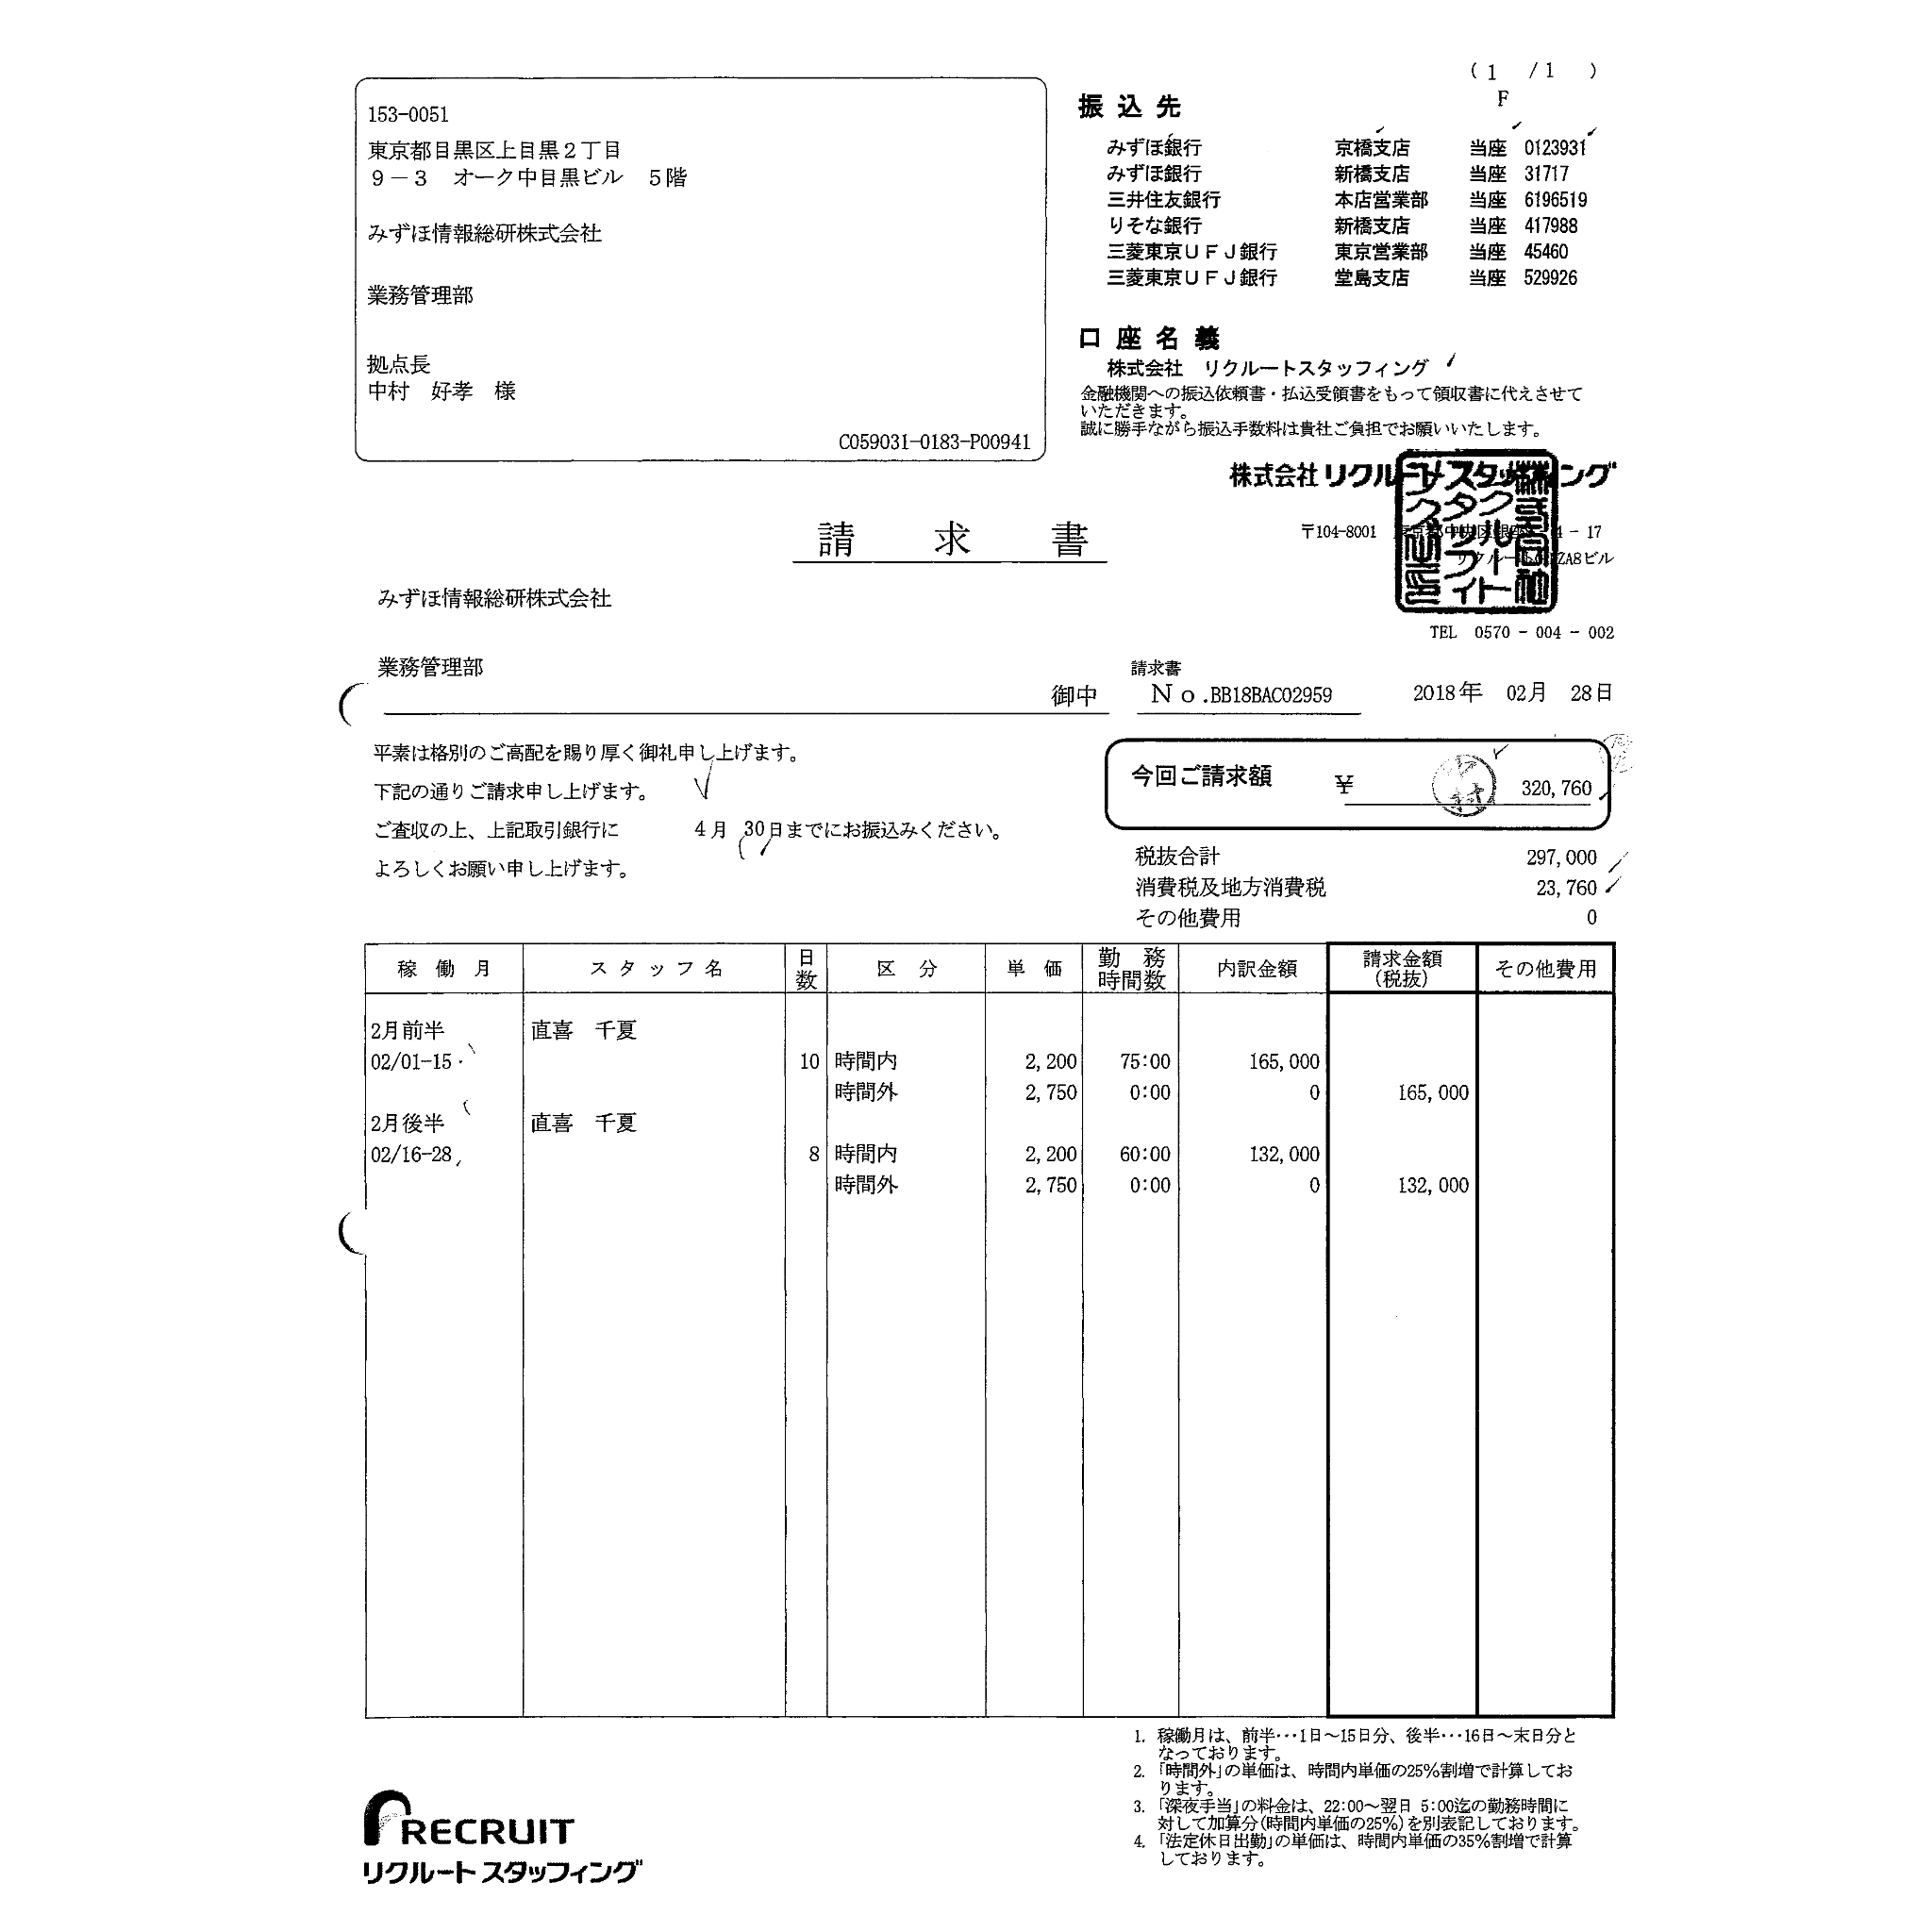 ( 1 /1 )
F
153-0051
東京都目黒区上目黒２丁目
９－３ オーク中目黒ビル ５階
みずほ情報総研株式会社
業務管理部
拠点長
中村 好孝 様
C059031-0183-P00941
振込先
みずほ銀行 京橋支店 当座 0123931
みずほ銀行 新橋支店 当座 31717
三井住友銀行 本店営業部 当座 6196519
りそな銀行 新橋支店 当座 417988
三菱東京ＵＦＪ銀行 東京営業部 当座 45460
三菱東京ＵＦＪ銀行 堂島支店 当座 529926
口座名義
株式会社 リクルートスタッフィング
金融機関への振込依頼書・払込受領書をもって領収書に代えさせて
いただきます。
誠に勝手ながら振込手数料は貴社ご負担でお願いいたします。
株式会社リクルートスタッフィング
〒104-8001 東京都中央区銀座 - 17
リクルート ZA8ビル
TEL 0570 - 004 - 002
請求書
みずほ情報総研株式会社
業務管理部
御中
請求書
Ｎｏ.BB18BAC02959 2018年 02月 28日
平素は格別のご高配を賜り厚く御礼申し上げます。
下記の通りご請求申し上げます。
ご査収の上、上記取引銀行に 4月 30日までにお振込みください。
よろしくお願い申し上げます。
今回ご請求額 ￥ 320,760
税抜合計 297,000
消費税及地方消費税 23,760
その他費用 0
稼働月 スタッフ名 日数 区分 単価 勤務時間数 内訳金額 請求金額(税抜) その他費用
2月前半 直喜 千夏
02/01-15 10 時間内 2,200 75:00 165,000
時間外 2,750 0:00 0 165,000
2月後半 直喜 千夏
02/16-28 8 時間内 2,200 60:00 132,000
時間外 2,750 0:00 0 132,000
1. 稼働月は、前半･･･1日～15日分、後半･･･16日～末日分と
なっております。
2.「時間外」の単価は、時間内単価の25%割増で計算してお
ります。
3.「深夜手当」の料金は、22:00～翌日 5:00迄の勤務時間に
対して加算分(時間内単価の25%)を別表記しております。
4.「法定休日出勤」の単価は、時間内単価の35%割増で計算
しております。
RECRUIT
リクルート スタッフィング